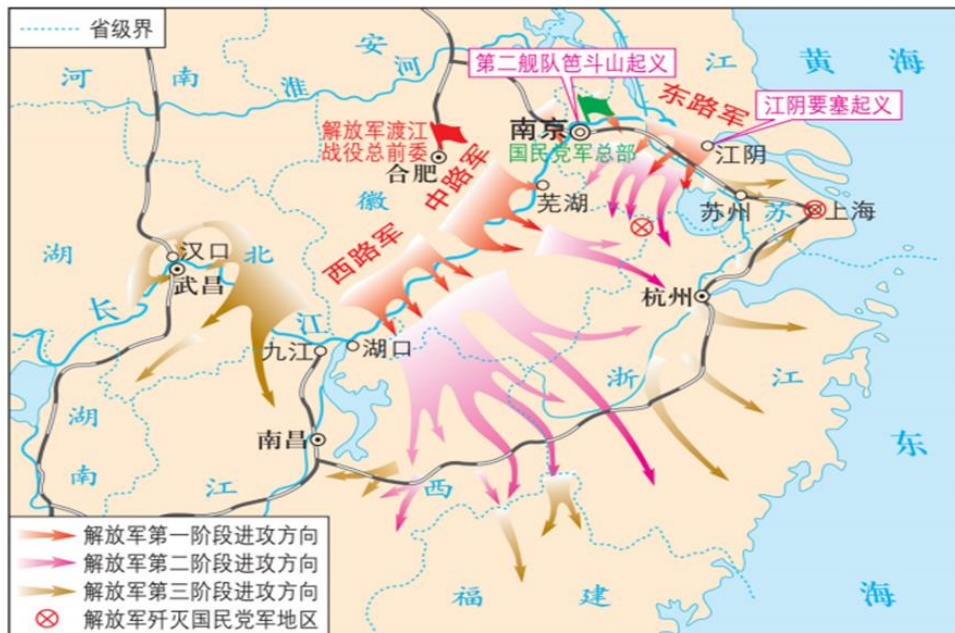 省级界
河 南
淮
安
河
江
黄 海
第二舰队笆斗山起义
东路军
江阴要塞起义
解放军渡江
战役总前委
合肥
南京
国民党军总部
江阴
中路军
徽
芜湖
苏州
苏
上海
西路军
湖
北
汉口
武昌
长
江
杭州
九江
湖口
浙
江
湖
南
南昌
江
西
东
海
福 建
解放军第一阶段进攻方向
解放军第二阶段进攻方向
解放军第三阶段进攻方向
解放军歼灭国民党军地区